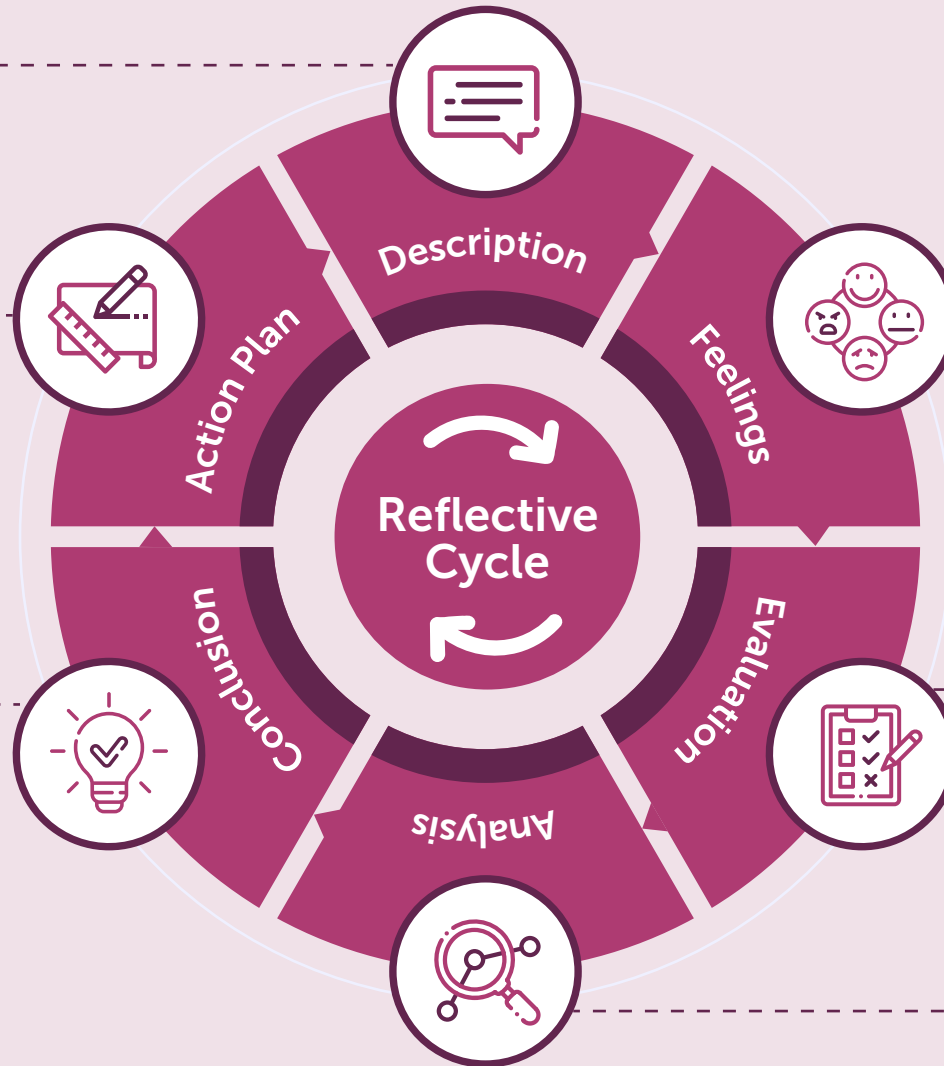 Description
Feelings
Evaluation
Analysis
Conclusion
Action Plan
Reflective
Cycle